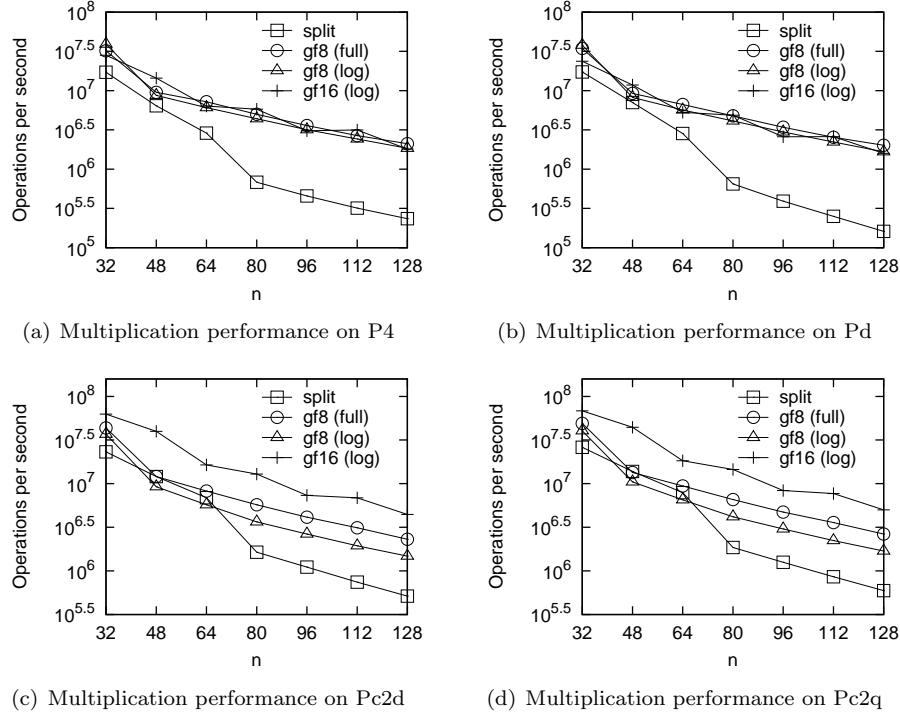 10^8
10^7.5
10^7
10^6.5
10^6
10^5.5
10^5
Operations per second
split
gf8 (full)
gf8 (log)
gf16 (log)
32 48 64 80 96 112 128
n
(a) Multiplication performance on P4
10^8
10^7.5
10^7
10^6.5
10^6
10^5.5
10^5
Operations per second
split
gf8 (full)
gf8 (log)
gf16 (log)
32 48 64 80 96 112 128
n
(b) Multiplication performance on Pd
10^8
10^7.5
10^7
10^6.5
10^6
10^5.5
Operations per second
split
gf8 (full)
gf8 (log)
gf16 (log)
32 48 64 80 96 112 128
n
(c) Multiplication performance on Pc2d
10^8
10^7.5
10^7
10^6.5
10^6
10^5.5
Operations per second
split
gf8 (full)
gf8 (log)
gf16 (log)
32 48 64 80 96 112 128
n
(d) Multiplication performance on Pc2q